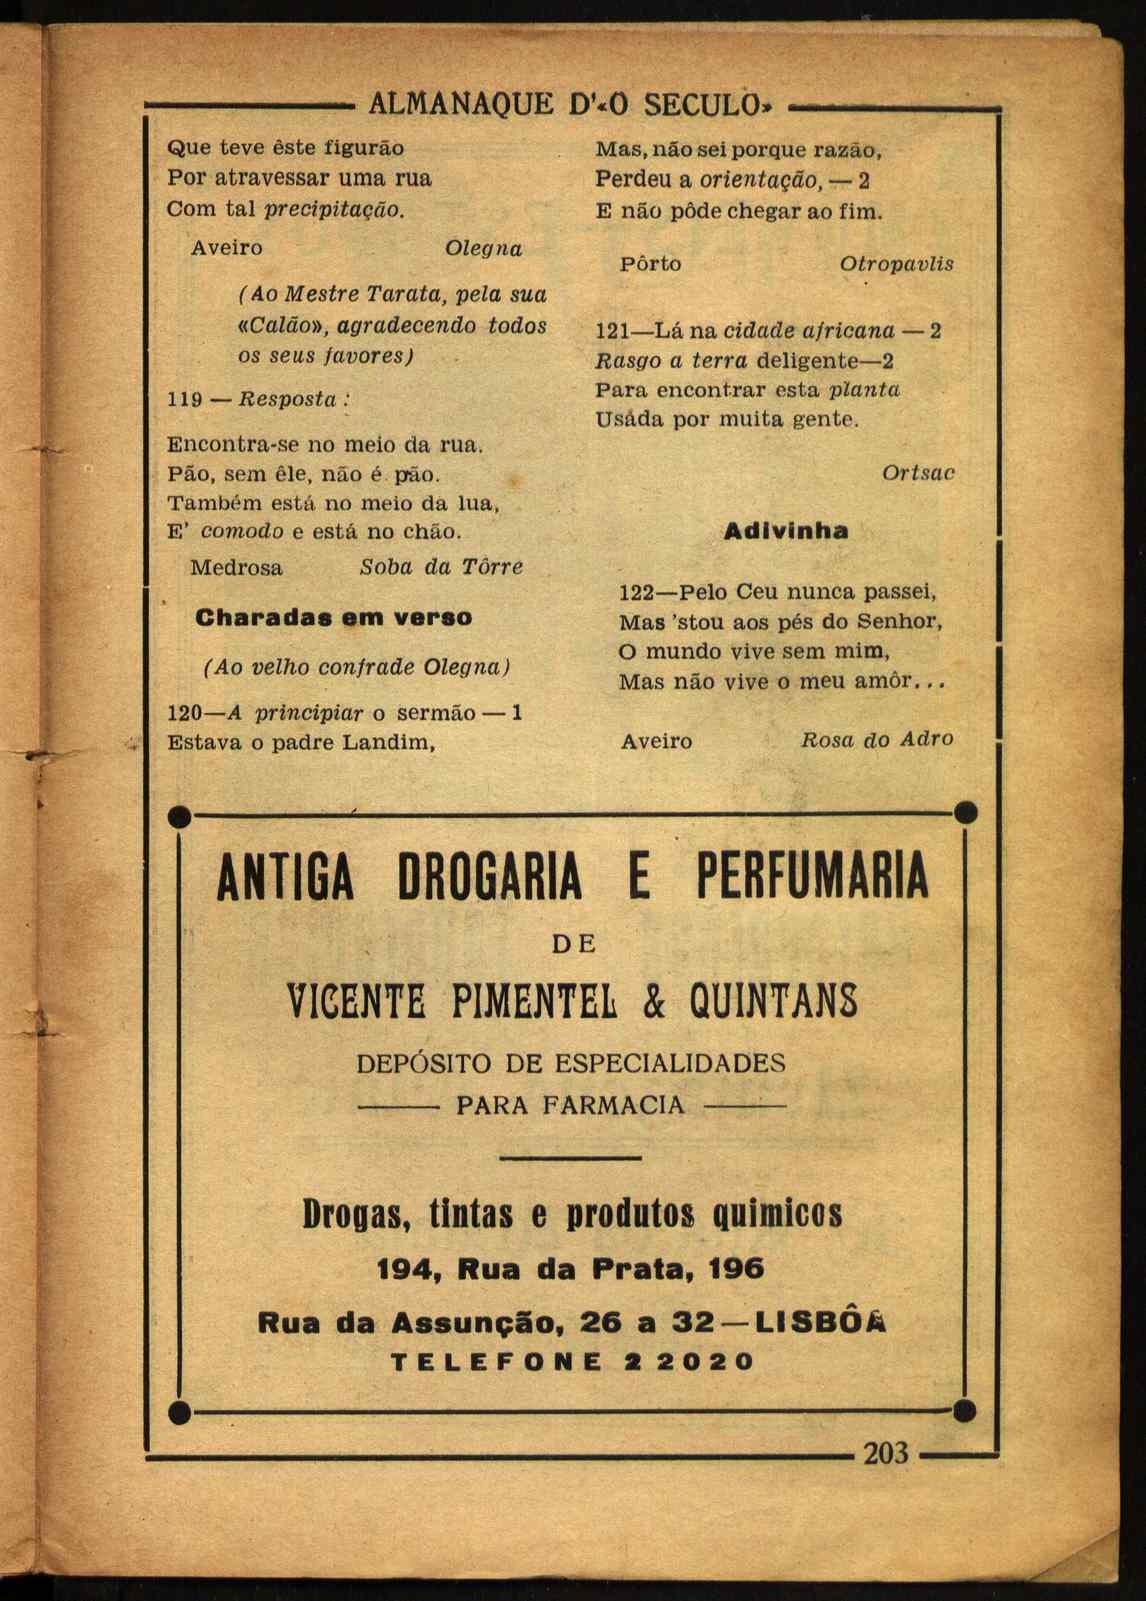 ALMANAQUE D'«O SECULO»
Que teve êste figurão
Por atravessar uma rua
Com tal precipitação.
Aveiro Olegna
(Ao Mestre Tarata, pela sua
«Calão», agradecendo todos
os seus favores)
119 — Resposta :
Encontra-se no meio da rua.
Pão, sem êle, não é pão.
Também está no meio da lua,
E' comodo e está no chão.
Medrosa Soba da Tôrre
Charadas em verso
(Ao velho confrade Olegna)
120—A principiar o sermão — 1
Estava o padre Landim,
Mas, não sei porque razão,
Perdeu a orientação, — 2
E não pôde chegar ao fim.
Pôrto Otropavlis
121—Lá na cidade africana — 2
Rasgo a terra deligente—2
Para encontrar esta planta
Usada por muita gente.
Ortsac
Adivinha
122—Pelo Ceu nunca passei,
Mas 'stou aos pés do Senhor,
O mundo vive sem mim,
Mas não vive o meu amôr...
Aveiro Rosa do Adro
ANTIGA DROGARIA E PERFUMARIA
DE
VICENTE PIMENTEL & QUINTANS
DEPÓSITO DE ESPECIALIDADES
PARA FARMACIA
Drogas, tintas e produtos quimicos
194, Rua da Prata, 196
Rua da Assunção, 26 a 32—LISBÔA
TELEFONE 2 2020
203